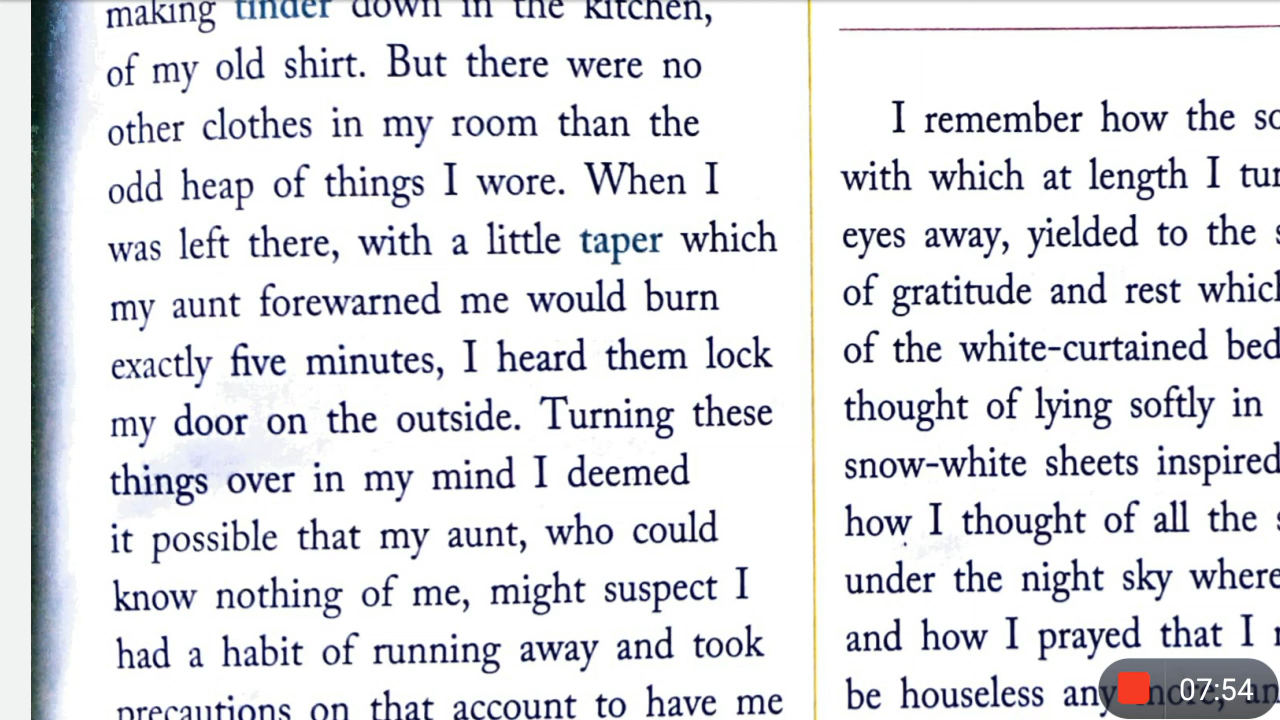 making tinder down in the kitchen,
of my old shirt. But there were no
other clothes in my room than the
odd heap of things I wore. When I
was left there, with a little taper which
my aunt forewarned me would burn
exactly five minutes, I heard them lock
my door on the outside. Turning these
things over in my mind I deemed
it possible that my aunt, who could
know nothing of me, might suspect I
had a habit of running away and took
precautions on that account to have me
I remember how the
with which at length I
eyes away, yielded to the
of gratitude and rest
of the white-curtained bed
thought of lying softly in
snow-white sheets inspired
how I thought of all the
under the night sky where
and how I prayed that I
be houseless any more,
07:54